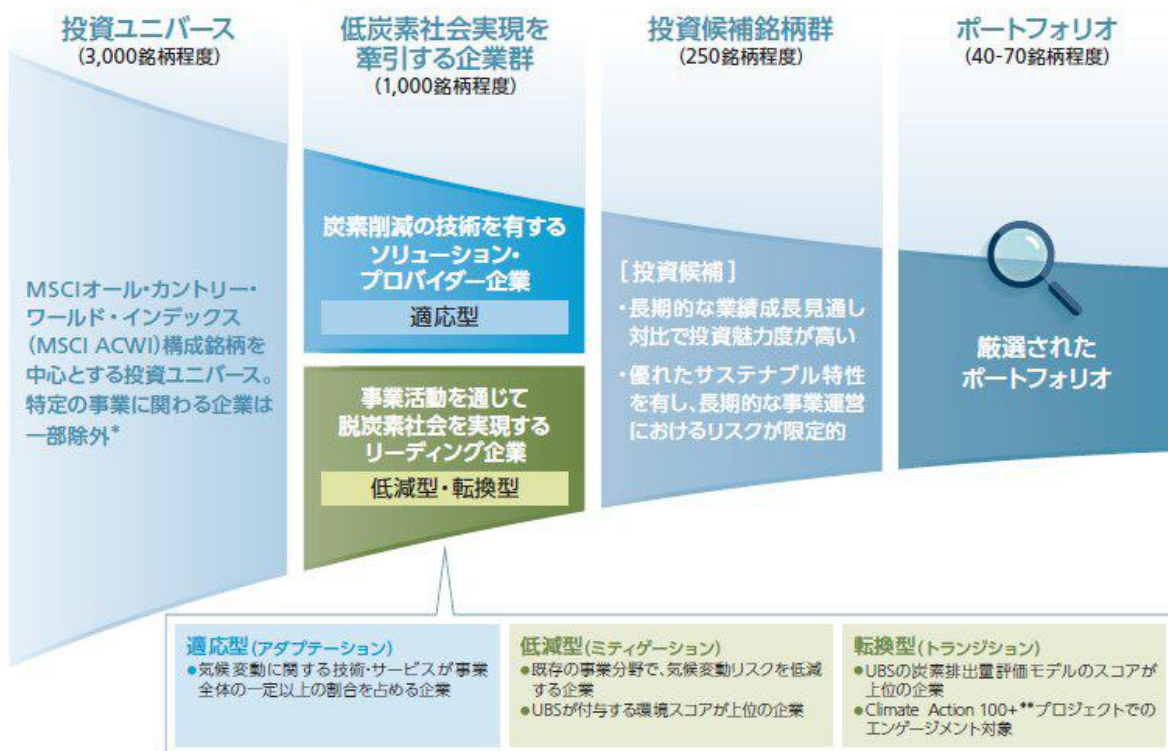 投資ユニバース
(3,000銘柄程度)
低炭素社会実現を
牽引する企業群
(1,000銘柄程度)
投資候補銘柄群
(250銘柄程度)
ポートフォリオ
(40-70銘柄程度)
MSCIオール・カントリー・
ワールド・インデックス
(MSCI ACWI)構成銘柄を
中心とする投資ユニバース。
特定の事業に関わる企業は
一部除外*
炭素削減の技術を有する
ソリューション・
プロバイダー企業
適応型
事業活動を通じて
脱炭素社会を実現する
リーディング企業
低減型・転換型
[投資候補]
・長期的な業績成長見通し
対比で投資魅力度が高い
・優れたサステナブル特性
を有し、長期的な事業運営
におけるリスクが限定的
厳選された
ポートフォリオ
適応型(アダプテーション)
●気候変動に関する技術・サービスが事業
全体の一定以上の割合を占める企業
低減型(ミティゲーション)
●既存の事業分野で、気候変動リスクを低減
する企業
●UBSが付与する環境スコアが上位の企業
転換型(トランジション)
●UBSの炭素排出量評価モデルのスコアが
上位の企業
●Climate Action 100+**プロジェクトでの
エンゲージメント対象